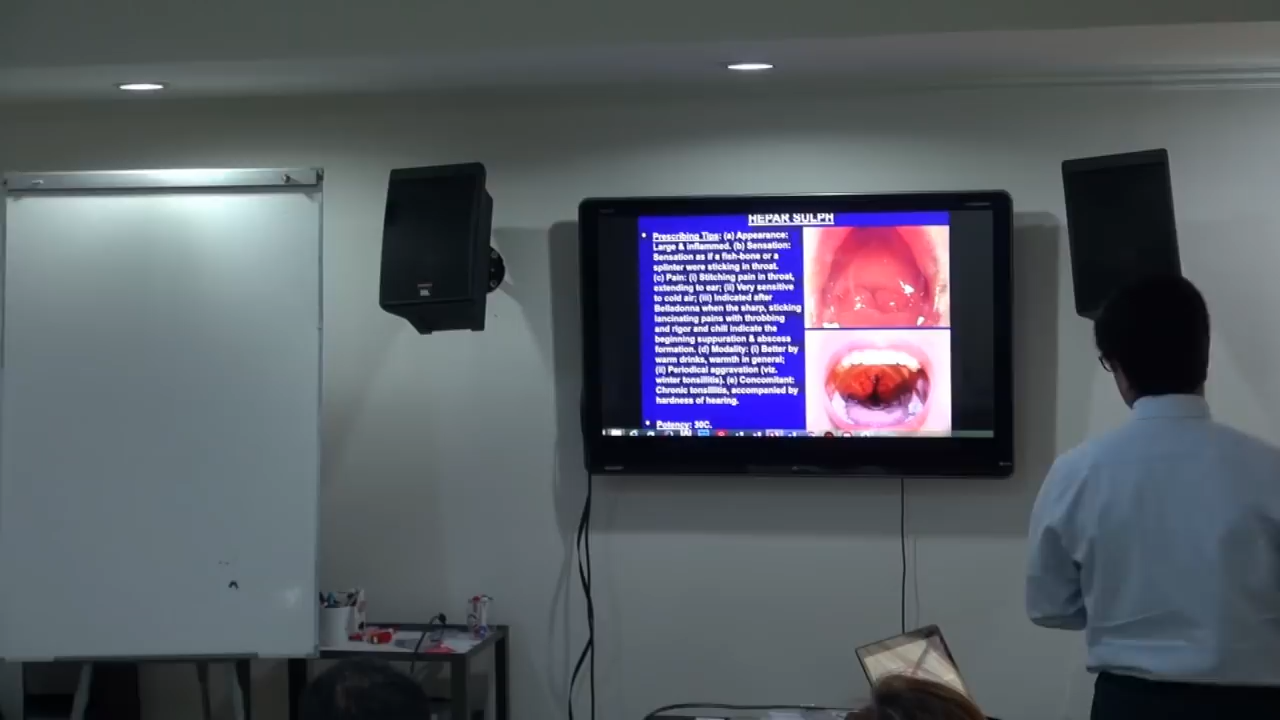 HEPAR SULPH
• Prescribing Tips: (a) Appearance:
Large & inflammed. (b) Sensation:
Sensation as if a fish-bone or a
splinter were sticking in throat.
(c) Pain: (i) Stitching pain in throat,
extending to ear; (ii) Very sensitive
to cold air; (iii) Indicated after
Belladonna when the sharp, sticking
lancinating pains with throbbing
and rigor and chill indicate the
beginning suppuration & abscess
formation. (d) Modality: (i) Better by
warm drinks, warmth in general;
(ii) Periodical aggravation (viz.
winter tonsillitis). (e) Concomitant:
Chronic tonsillitis, accompanied by
hardness of hearing.
• Potency: 30C.
JBL